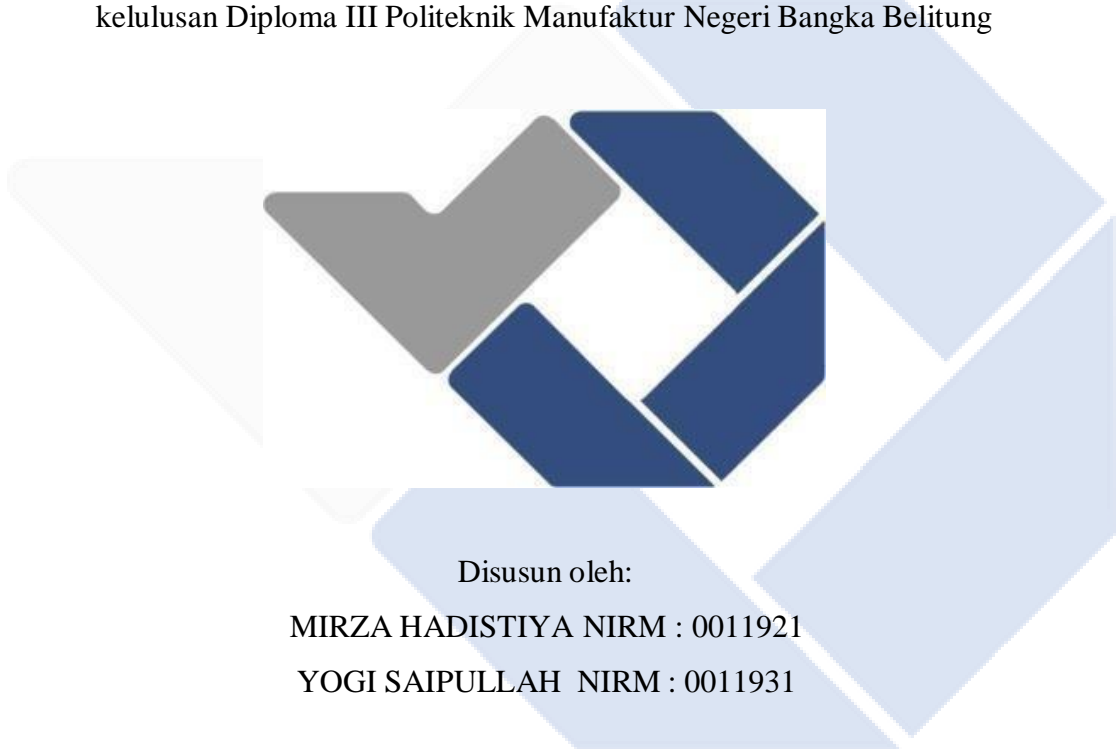 kelulusan Diploma III Politeknik Manufaktur Negeri Bangka Belitung
Disusun oleh:
MIRZA HADISTIYA NIRM : 0011921
YOGI SAIPULLAH NIRM : 0011931